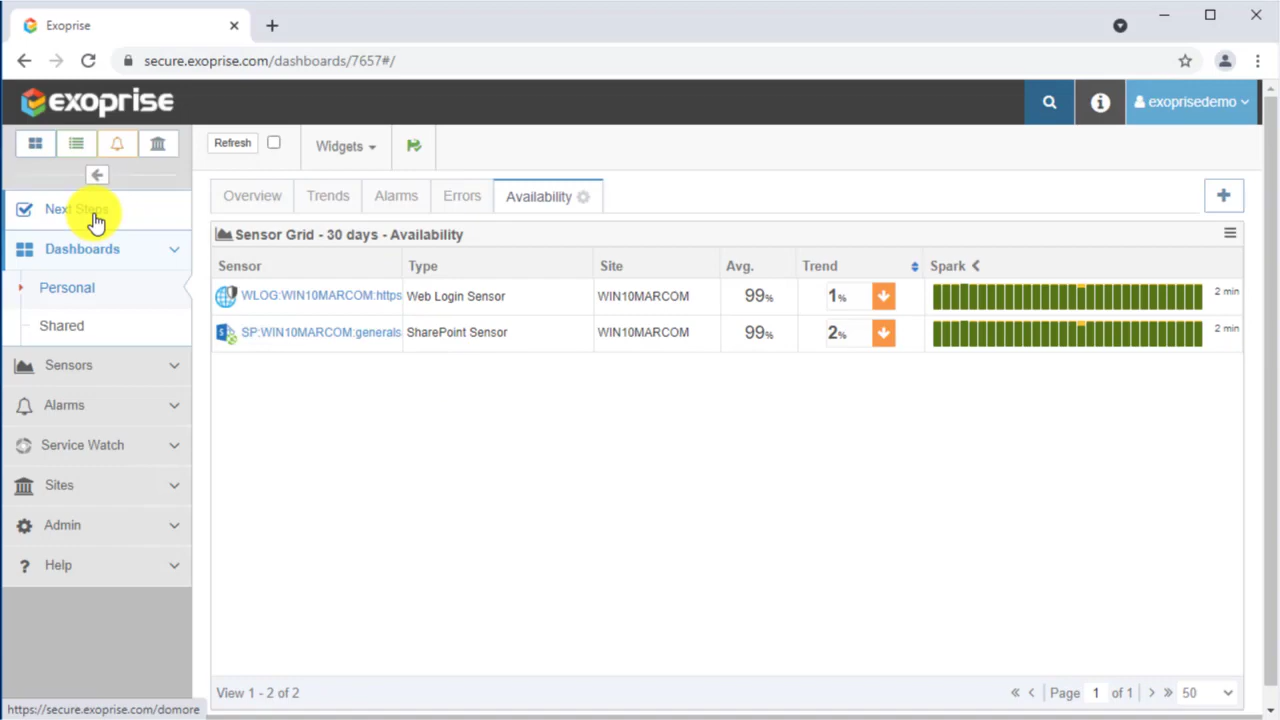 Exoprise
secure.exoprise.com/dashboards/7657#/
exoprise
exoprisedemo
Refresh
Widgets
Next Steps
Dashboards
Personal
Shared
Sensors
Alarms
Service Watch
Sites
Admin
? Help
Overview Trends Alarms Errors Availability
Sensor Grid - 30 days - Availability
Sensor Type Site Avg. Trend Spark
WLOG:WIN10MARCOM:https Web Login Sensor WIN10MARCOM 99% 1% 2 min
SP:WIN10MARCOM:generals SharePoint Sensor WIN10MARCOM 99% 2% 2 min
View 1 - 2 of 2
Page 1 of 1 50
https://secure.exoprise.com/domore